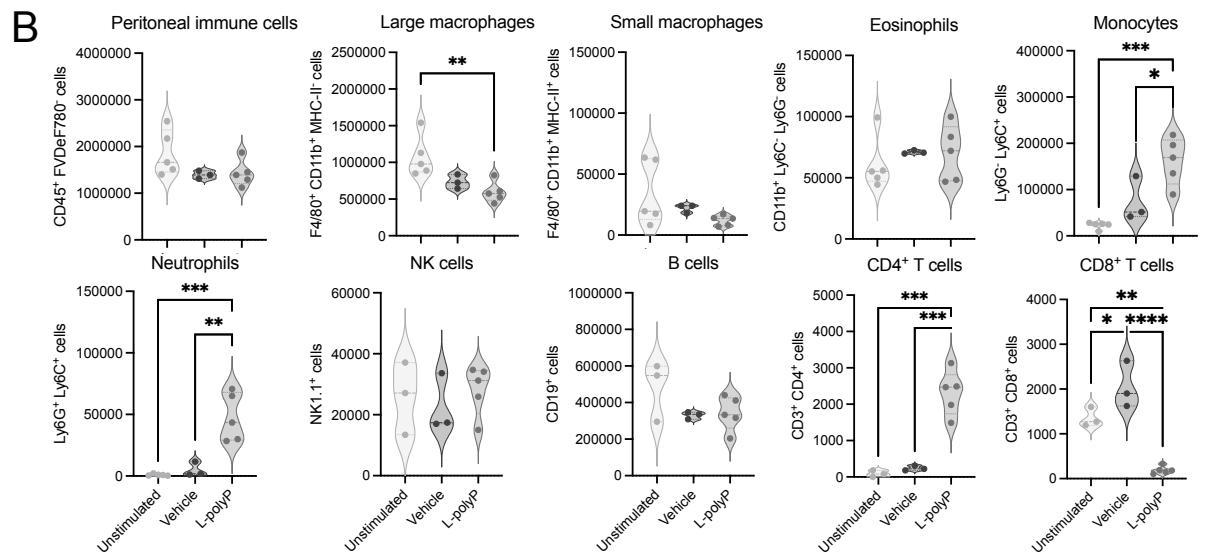 B
Peritoneal immune cells
CD45⁺ FVDeF780⁻ cells
4000000
3000000
2000000
1000000
0
Large macrophages
F4/80⁺ CD11b⁺ MHC-II⁻ cells
2500000
2000000
1500000
1000000
500000
0
**
Small macrophages
F4/80⁺ CD11b⁺ MHC-II⁺ cells
150000
100000
50000
0
Eosinophils
CD11b⁺ Ly6C⁻ Ly6G⁻ cells
150000
100000
50000
0
Monocytes
Ly6G⁻ Ly6C⁺ cells
400000
300000
200000
100000
0
***
*
Neutrophils
Ly6G⁺ Ly6C⁺ cells
150000
100000
50000
0
***
**
Unstimulated
Vehicle
L-polyP
NK cells
NK1.1⁺ cells
60000
40000
20000
0
Unstimulated
Vehicle
L-polyP
B cells
CD19⁺ cells
1000000
800000
600000
400000
200000
0
Unstimulated
Vehicle
L-polyP
CD4⁺ T cells
CD3⁺ CD4⁺ cells
5000
4000
3000
2000
1000
0
***
***
Unstimulated
Vehicle
L-polyP
CD8⁺ T cells
CD3⁺ CD8⁺ cells
4000
3000
2000
1000
0
**
* ****
Unstimulated
Vehicle
L-polyP